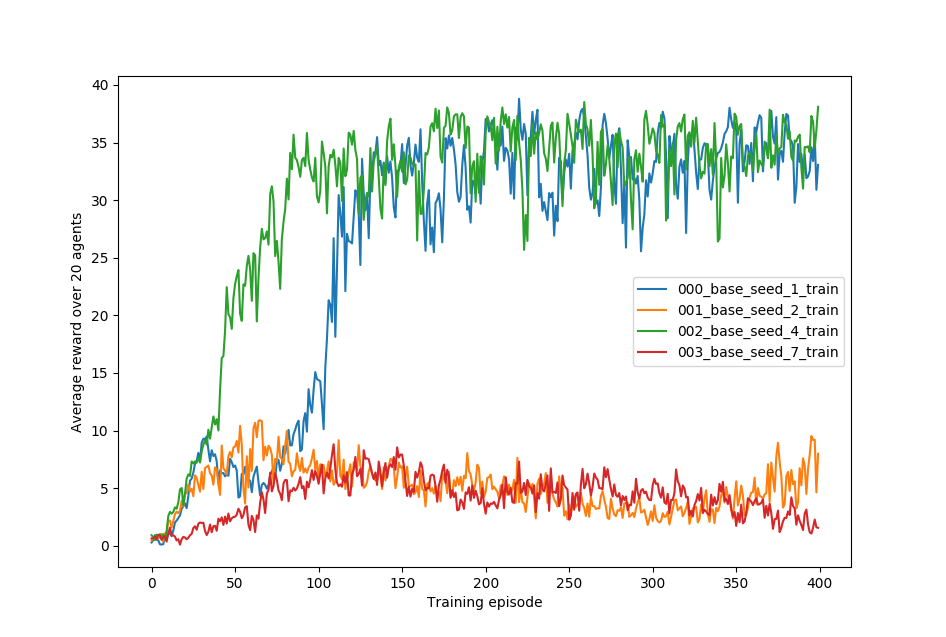 40
35
30
25
20
15
10
5
0
Average reward over 20 agents
000_base_seed_1_train
001_base_seed_2_train
002_base_seed_4_train
003_base_seed_7_train
0 50 100 150 200 250 300 350 400
Training episode